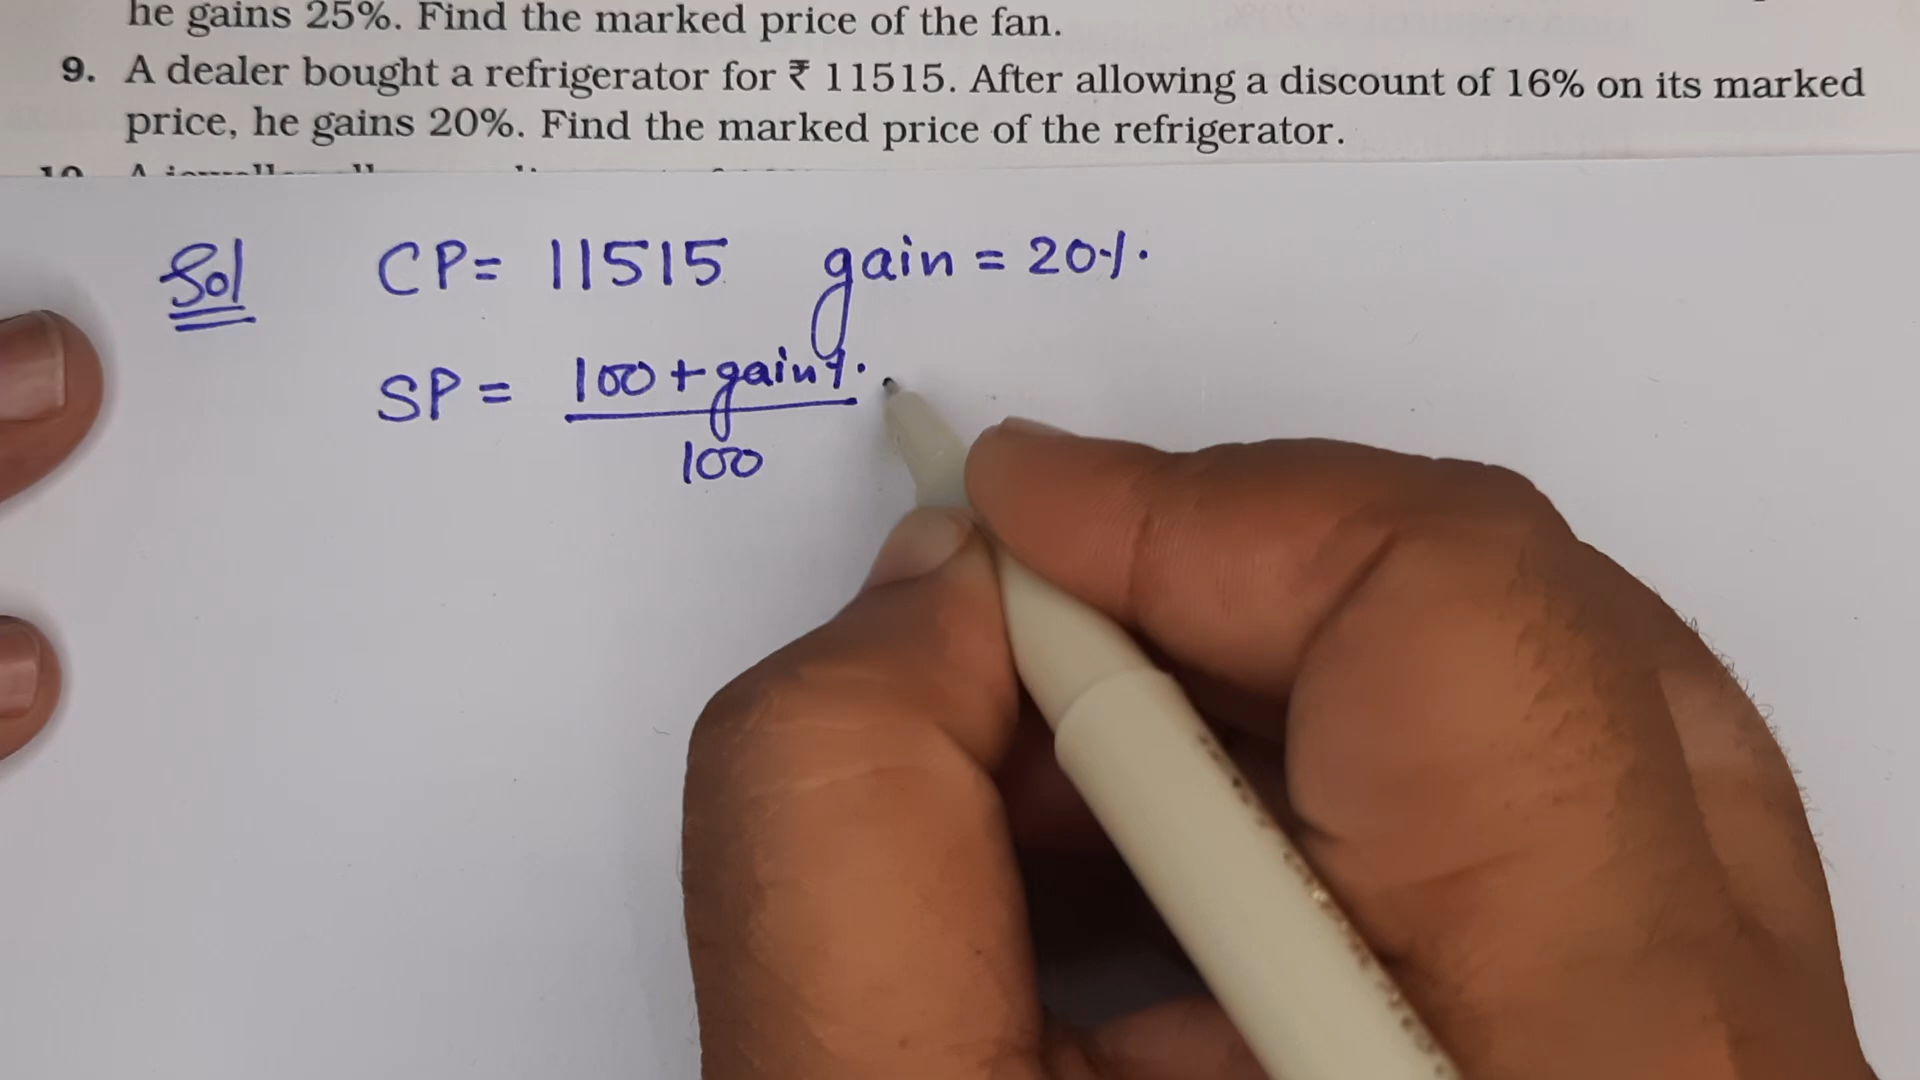 he gains 25%. Find the marked price of the fan.
9. A dealer bought a refrigerator for ₹ 11515. After allowing a discount of 16% on its marked
price, he gains 20%. Find the marked price of the refrigerator.
Sol CP = 11515 gain = 20%.
SP = 100 + gain%.
100